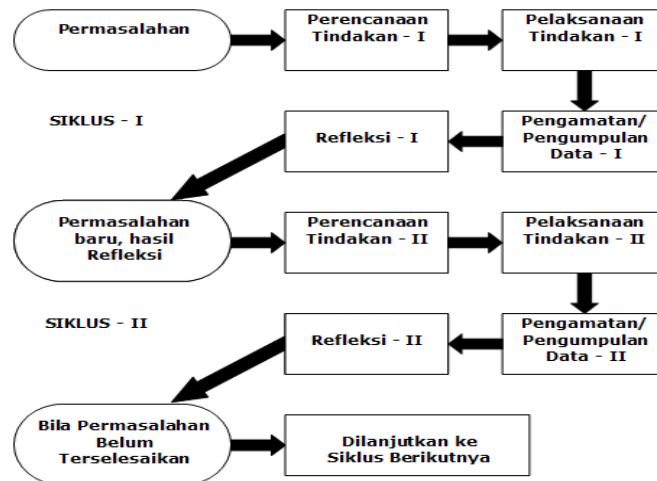 Permasalahan
Perencanaan
Tindakan - I
Pelaksanaan
Tindakan - I
SIKLUS - I
Pengamatan/
Pengumpulan
Data - I
Refleksi - I
Permasalahan
baru, hasil
Refleksi
Perencanaan
Tindakan - II
Pelaksanaan
Tindakan - II
SIKLUS - II
Pengamatan/
Pengumpulan
Data - II
Refleksi - II
Bila Permasalahan
Belum
Terselesaikan
Dilanjutkan ke
Siklus Berikutnya